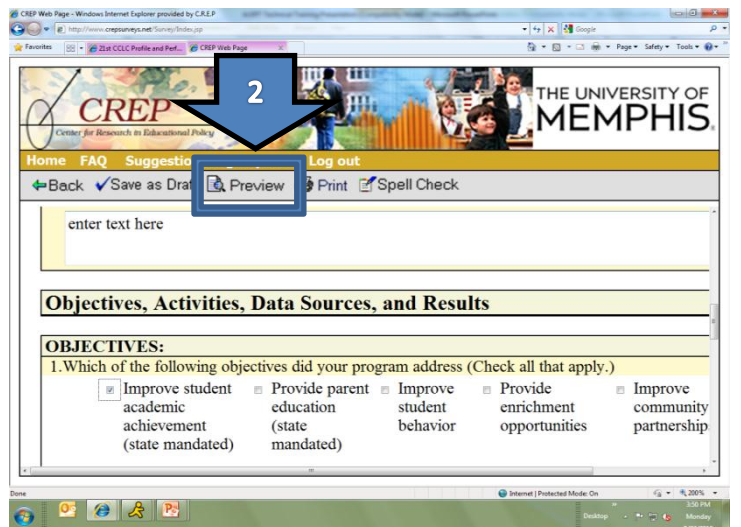 CREP Web Page - Windows Internet Explorer provided by C.R.E.P
http://www.crepsurveys.net/Survey/Index.jsp
Google
Favorites
21st CCLC Profile and Perf...
CREP Web Page
Page
Safety
Tools
2
CREP
Center for Research in Educational Policy
THE UNIVERSITY OF
MEMPHIS.
Home FAQ Suggestio Log out
Back Save as Draf Preview Print Spell Check
enter text here
Objectives, Activities, Data Sources, and Results
OBJECTIVES:
1.Which of the following objectives did your program address (Check all that apply.)
Improve student academic achievement (state mandated)
Provide parent education (state mandated)
Improve student behavior
Provide enrichment opportunities
Improve community partnership
Done
Internet | Protected Mode: On
200%
Desktop
3:50 PM
Monday